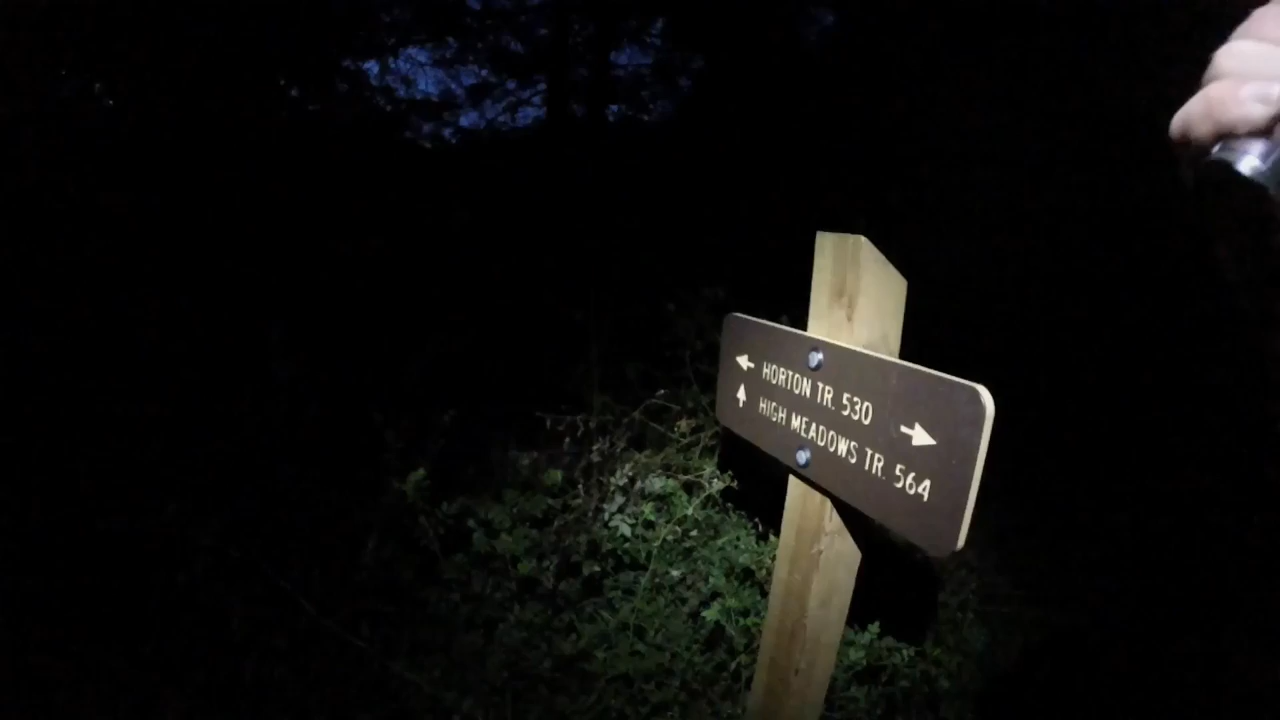 ← HORTON TR. 530 →
↑ HIGH MEADOWS TR. 564